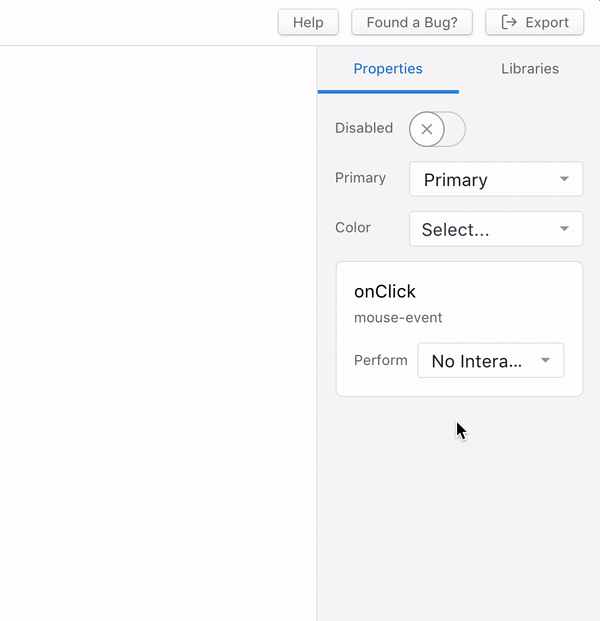 Help
Found a Bug?
Export
Properties
Libraries
Disabled
Primary
Primary
Color
Select...
onClick
mouse-event
Perform
No Intera...